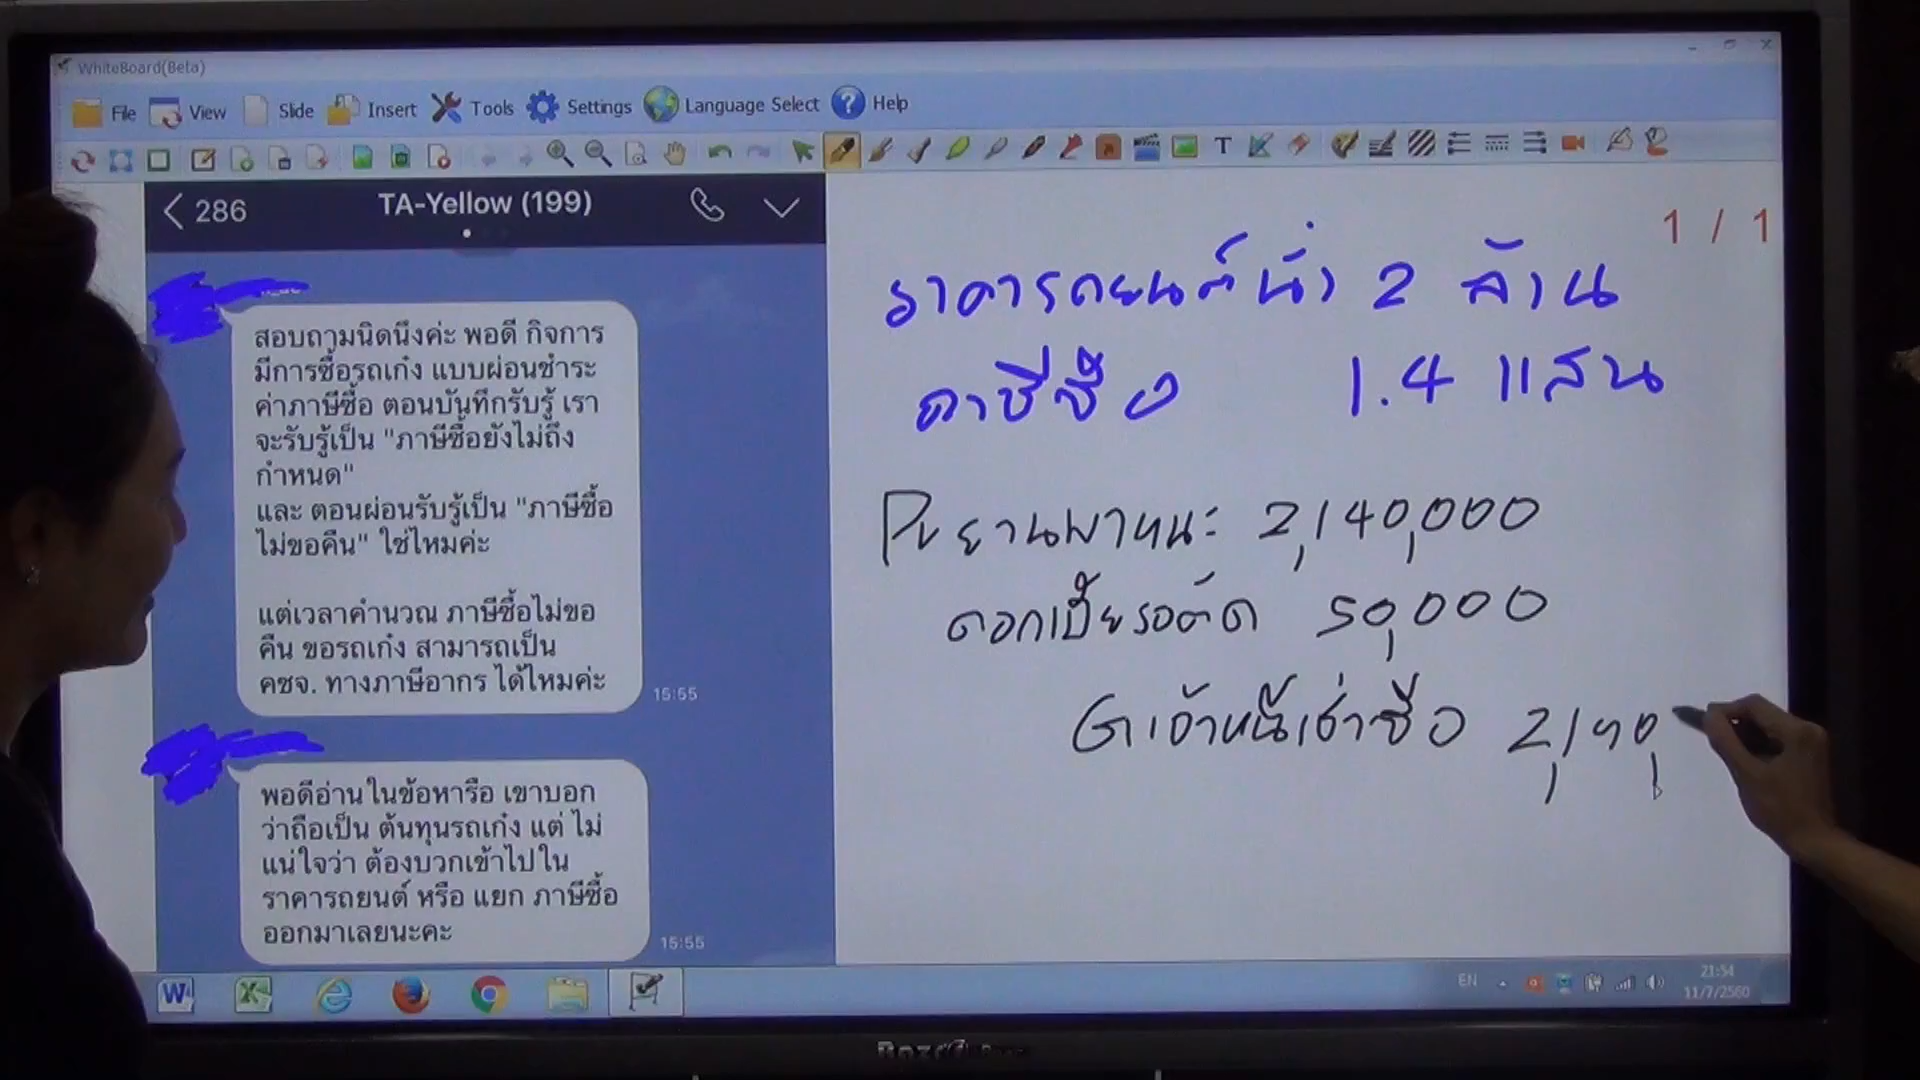 WhiteBoard(Beta)
File View Slide Insert Tools Settings Language Select Help
286 TA-Yellow (199)
สอบถามนิดนึงค่ะ พอดี กิจการ
มีการซื้อรถเก๋ง แบบผ่อนชำระ
ค่าภาษีซื้อ ตอนบันทึกรับรู้ เรา
จะรับรู้เป็น "ภาษีซื้อยังไม่ถึง
กำหนด"
และ ตอนผ่อนรับรู้เป็น "ภาษีซื้อ
ไม่ขอคืน" ใช่ไหมค่ะ
แต่เวลาคำนวณ ภาษีซื้อไม่ขอ
คืน ขอรถเก๋ง สามารถเป็น
คชจ. ทางภาษีอากร ได้ไหมค่ะ
15:55
พอดีอ่านในข้อหารือ เขาบอก
ว่าถือเป็น ต้นทุนรถเก๋ง แต่ ไม่
แน่ใจว่า ต้องบวกเข้าไปใน
ราคารถยนต์ หรือ แยก ภาษีซื้อ
ออกมาเลยนะคะ
15:55
1 / 1
ราคารถยนต์นั่ง 2 ล้าน
ภาษีซื้อ 1.4 แสน
ยานพาหนะ 2,140,000
ดอกเบี้ยรอตัด 50,000
เจ้าหนี้เช่าซื้อ 2,190,
EN
21:54
11/7/2560